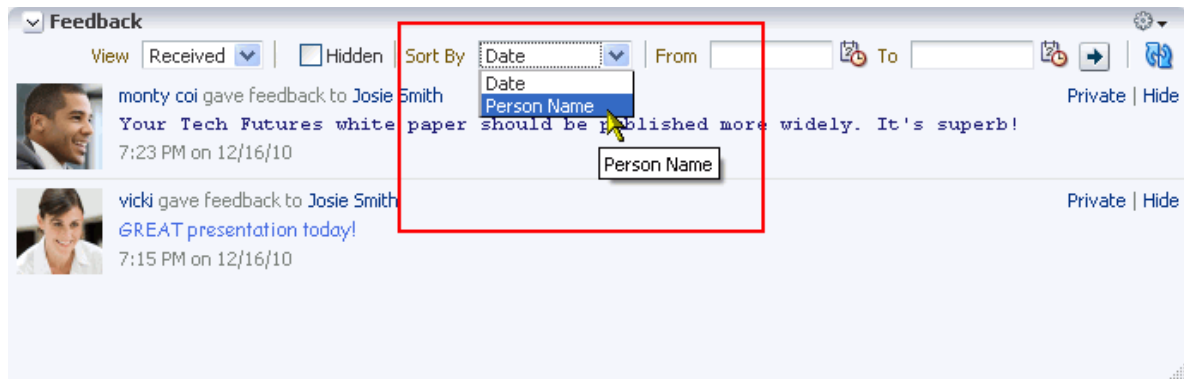 Feedback
View Received Hidden Sort By Date From To
Date
Person Name
monty coi gave feedback to Josie Smith Private | Hide
Your Tech Futures white paper should be published more widely. It's superb!
7:23 PM on 12/16/10
Person Name
vicki gave feedback to Josie Smith Private | Hide
GREAT presentation today!
7:15 PM on 12/16/10